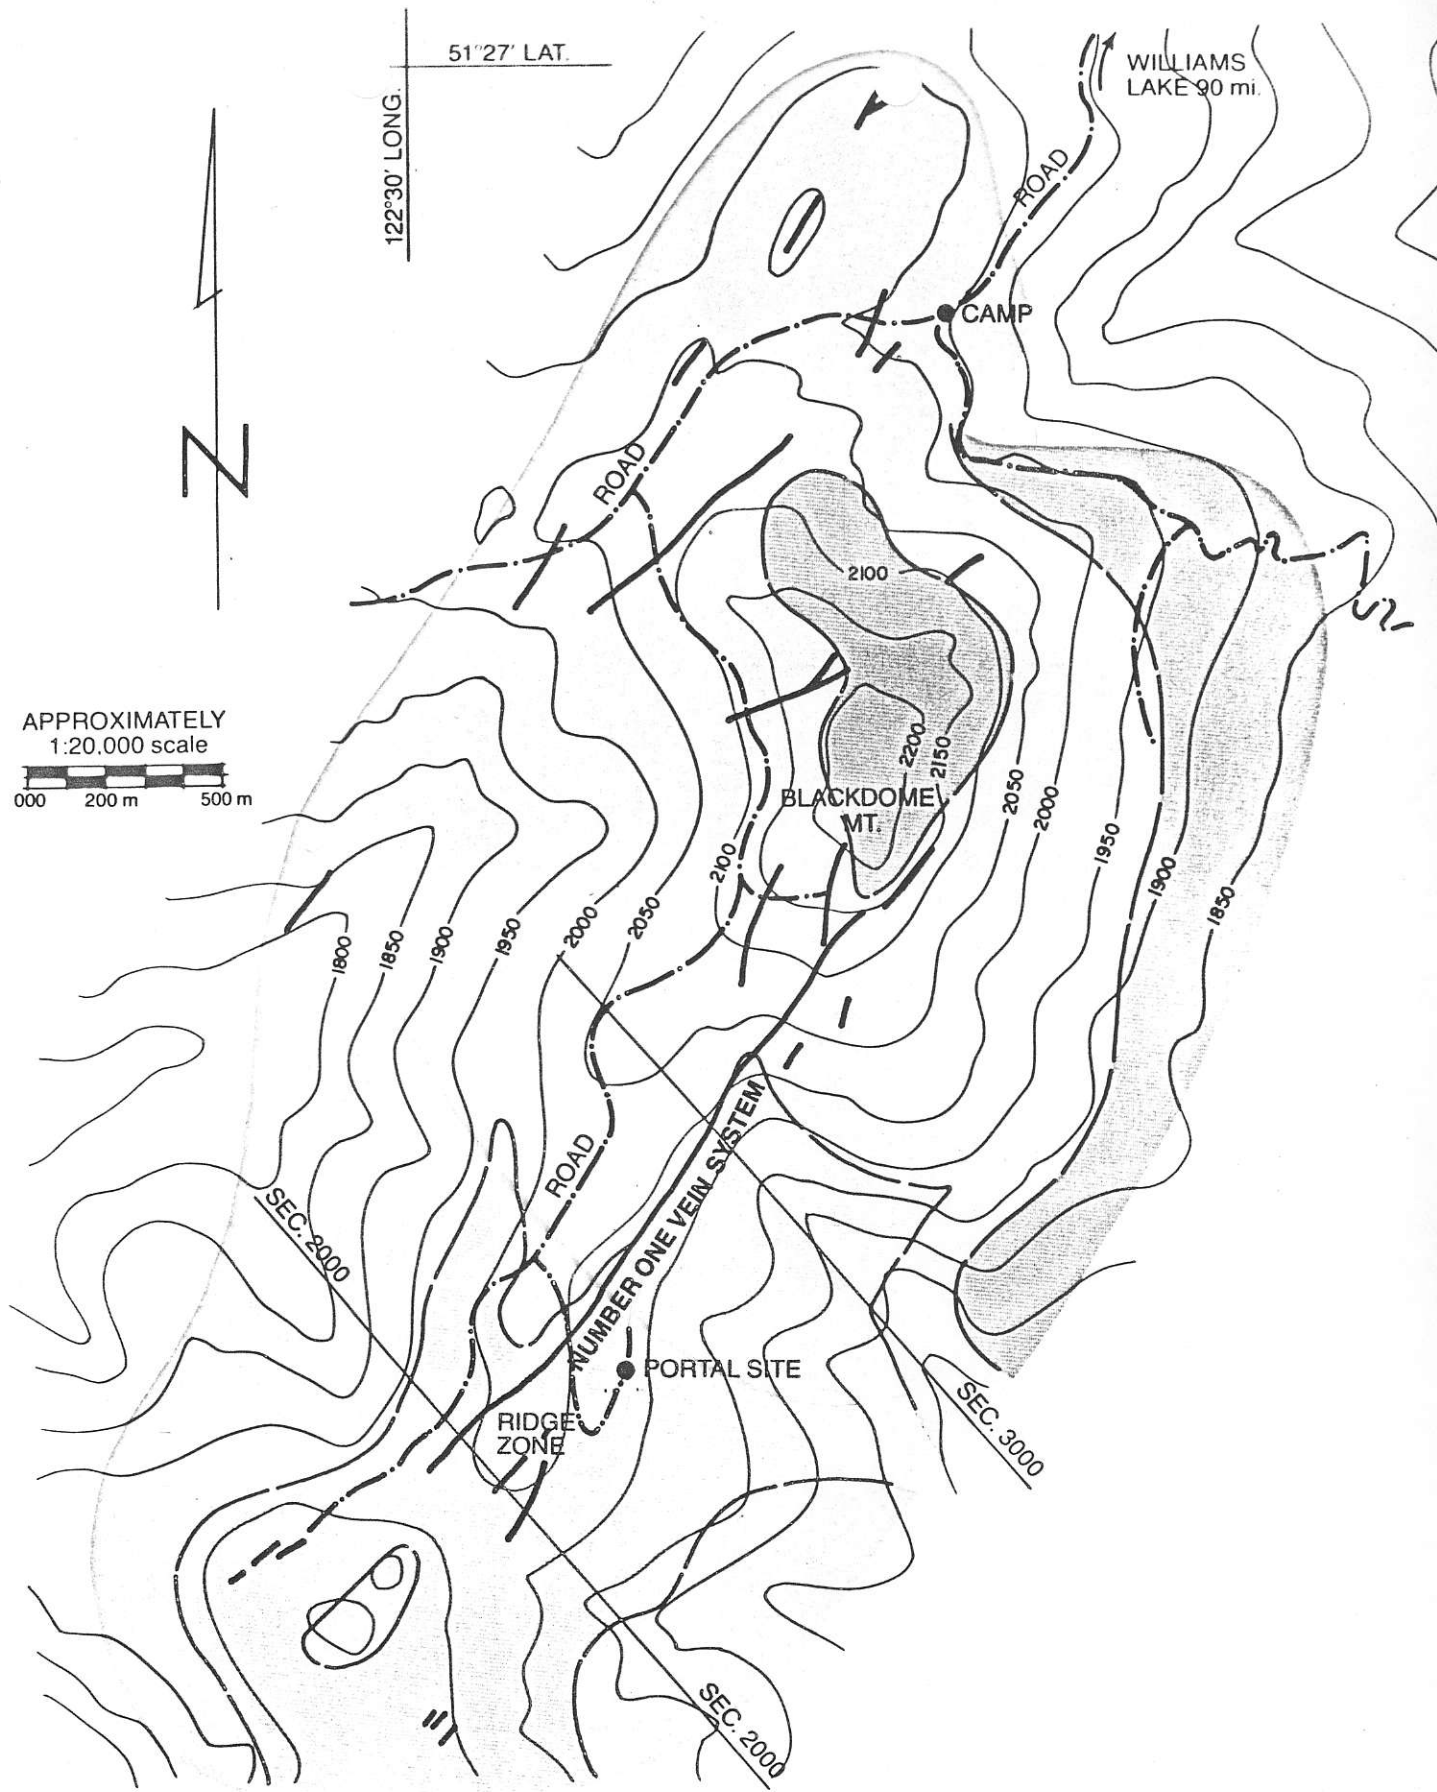 51°27' LAT.
122°30' LONG.
WILLIAMS
LAKE 90 mi.
ROAD
CAMP
N
ROAD
2100
APPROXIMATELY
1:20,000 scale
000 200 m 500 m
2200
2150
2050
2000
BLACKDOME
MT.
1950
1900
1850
2100
2050
2000
1950
1900
1850
1800
ROAD
NUMBER ONE VEIN SYSTEM
SEC. 2000
PORTAL SITE
RIDGE
ZONE
SEC. 3000
SEC. 2000